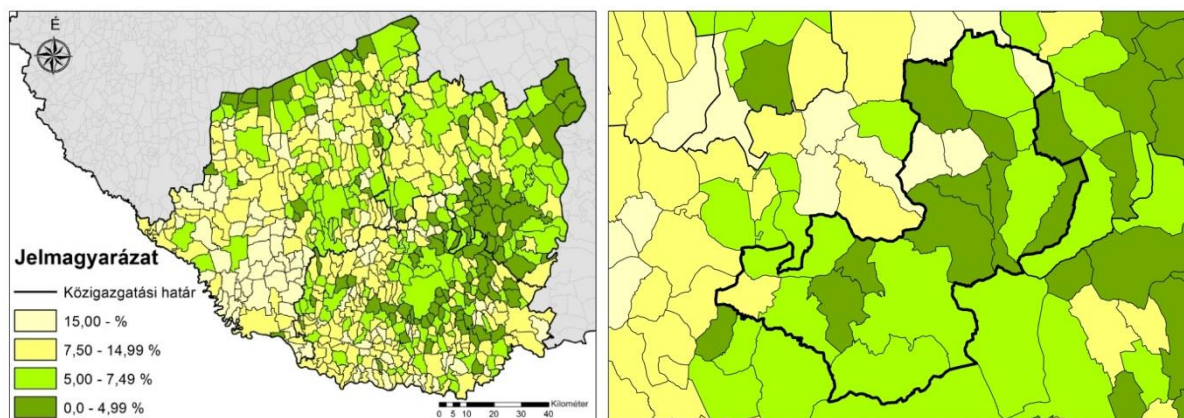 É
Jelmagyarázat
Közigazgatási határ
15,00 - %
7,50 - 14,99 %
5,00 - 7,49 %
0,0 - 4,99 %
Kilométer
0 5 10 20 30 40